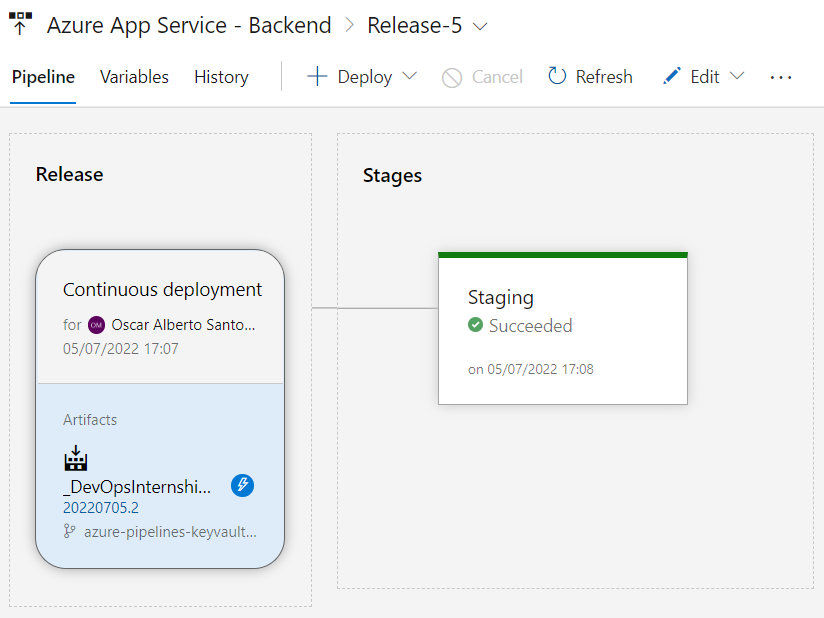 Azure App Service - Backend > Release-5
Pipeline Variables History + Deploy Cancel Refresh Edit ...
Release
Stages
Continuous deployment
for OM Oscar Alberto Santo...
05/07/2022 17:07
Artifacts
_DevOpsInternshi...
20220705.2
azure-pipelines-keyvault...
Staging
Succeeded
on 05/07/2022 17:08